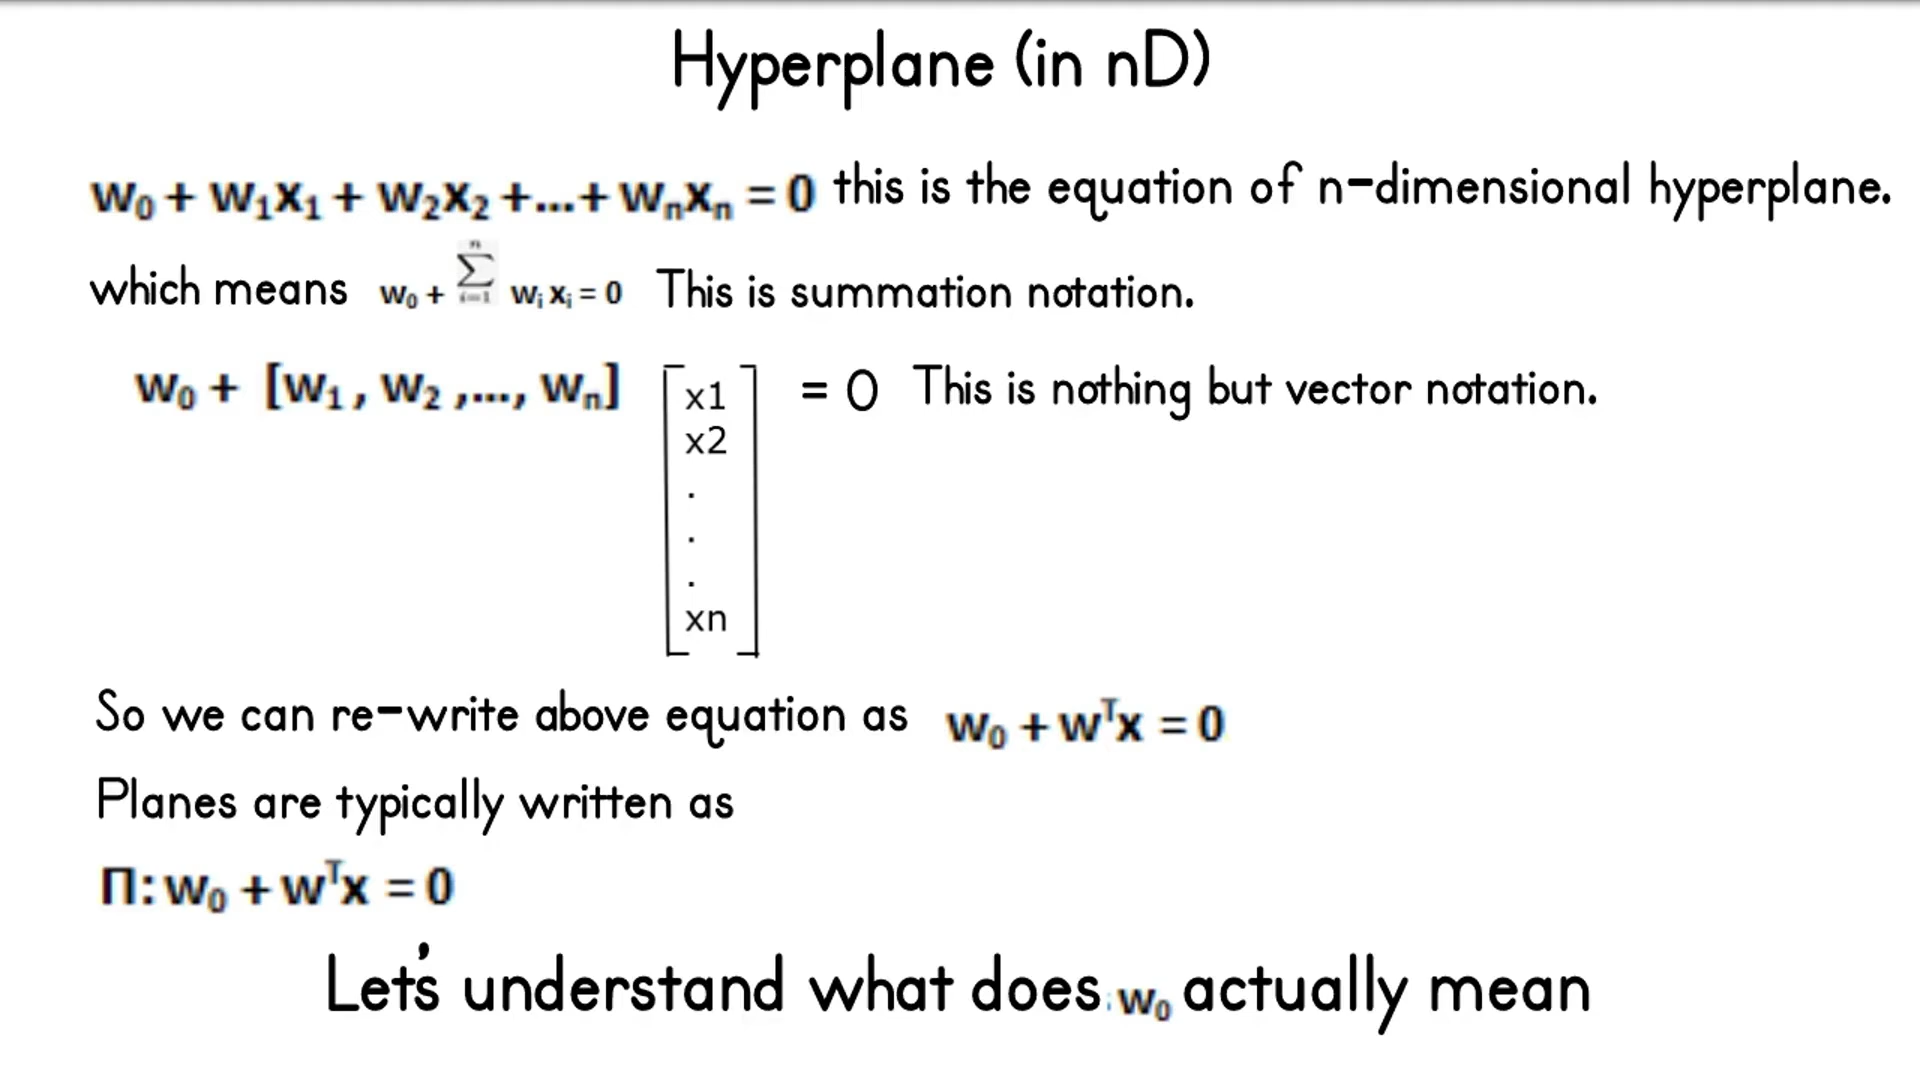 Hyperplane (in nD)
w₀ + w₁x₁ + w₂x₂ +...+ wₙxₙ = 0 this is the equation of n-dimensional hyperplane.
which means w₀ + ∑ⁿᵢ₌₁ wᵢ xᵢ = 0 This is summation notation.
w₀ + [w₁, w₂ ,..., wₙ] [x1 = 0 This is nothing but vector notation.
x2
.
.
.
xn]
So we can re-write above equation as w₀ + wᵀx = 0
Planes are typically written as
Π: w₀ + wᵀx = 0
Let's understand what does w₀ actually mean